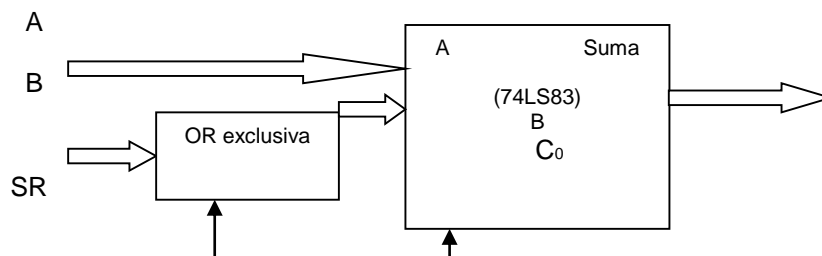 A
B
SR
OR exclusiva
A Suma
(74LS83)
B
C₀